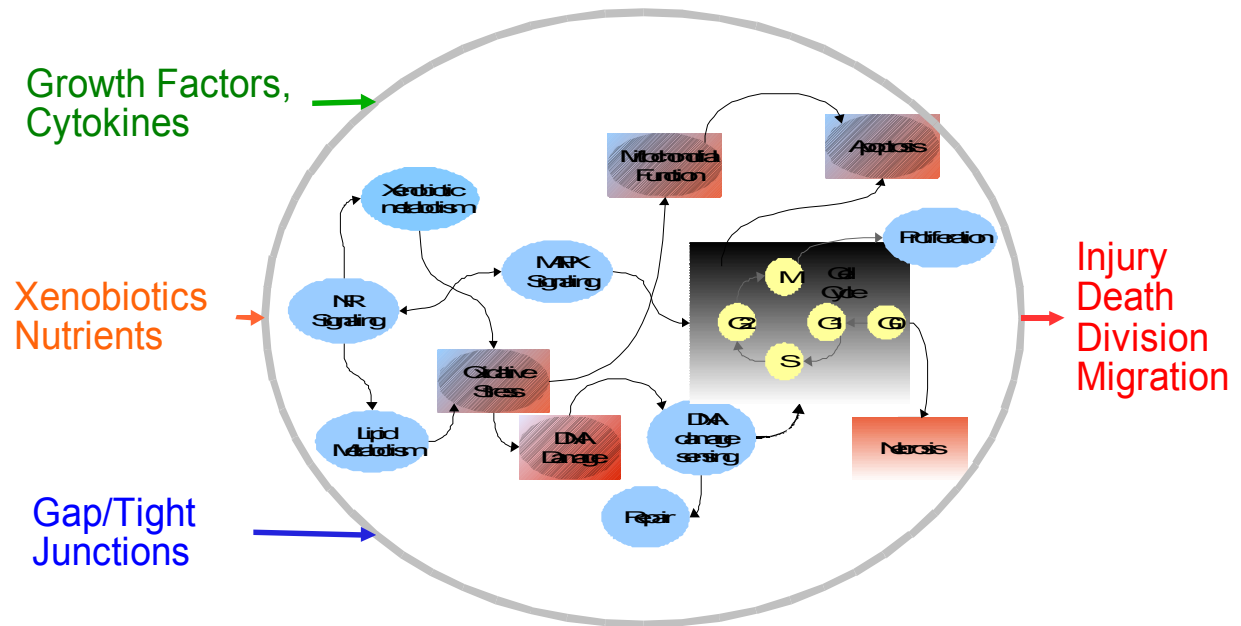 Growth Factors,
Cytokines
Xenobiotics
Nutrients
Gap/Tight
Junctions
Xenobiotic
metabolism
NR
Signaling
Lipid
Metabolism
MAPK
Signaling
Oxidative
Stress
DNA
Damage
Mitochondrial
Function
Apoptosis
Proliferation
Cell
Cycle
M
G2
G1
G0
S
DNA
damage
sensing
Repair
Necrosis
Injury
Death
Division
Migration